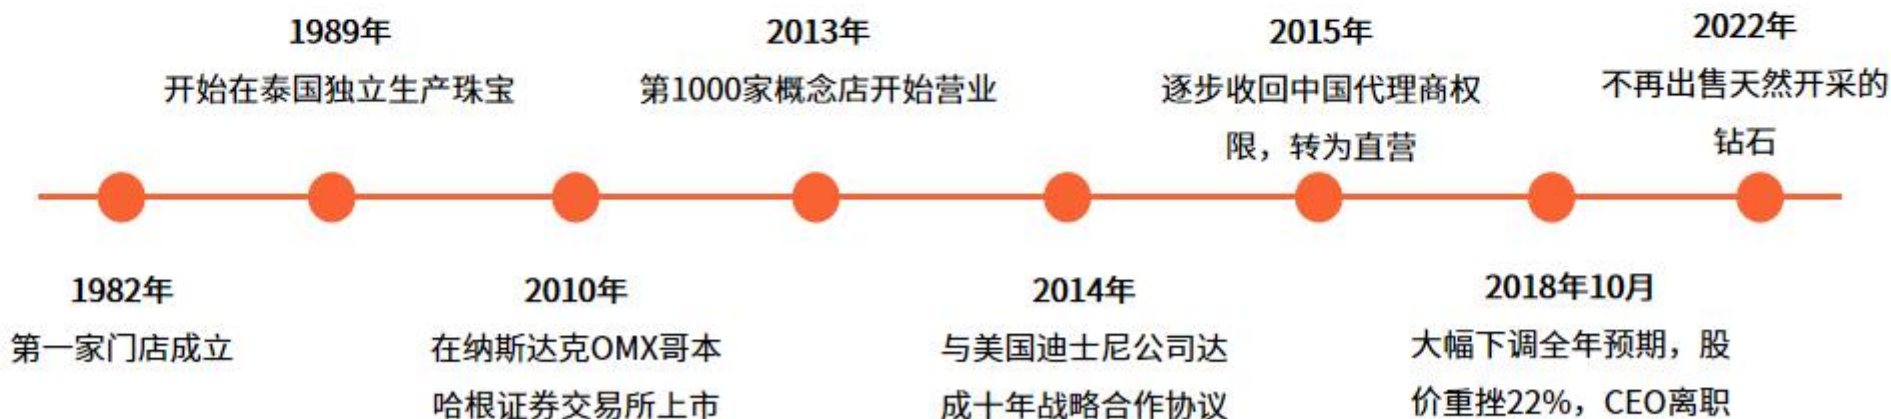 1989年
开始在泰国独立生产珠宝
2013年
第1000家概念店开始营业
2015年
逐步收回中国代理商权
限，转为直营
2022年
不再出售天然开采的
钻石
1982年
第一家门店成立
2010年
在纳斯达克OMX哥本
哈根证券交易所上市
2014年
与美国迪士尼公司达
成十年战略合作协议
2018年10月
大幅下调全年预期，股
价重挫22%，CEO离职